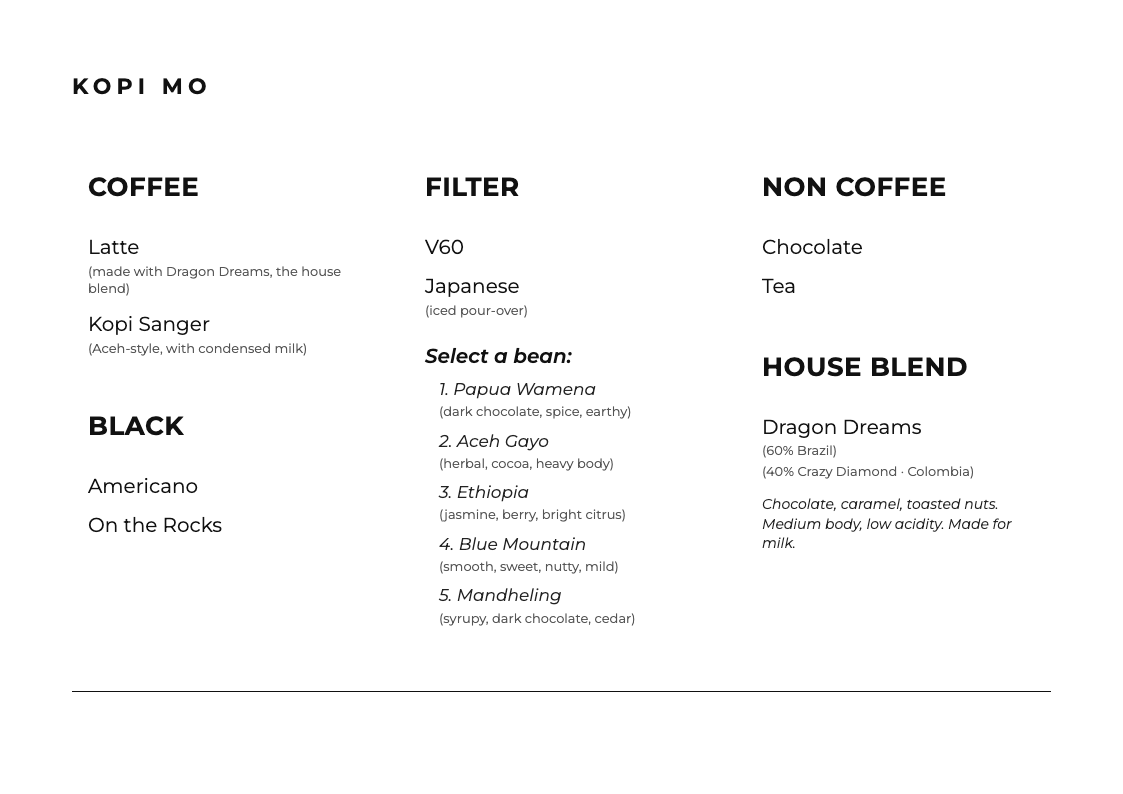 KOPI MO
COFFEE
Latte
(made with Dragon Dreams, the house
blend)
Kopi Sanger
(Aceh-style, with condensed milk)
BLACK
Americano
On the Rocks
FILTER
V60
Japanese
(iced pour-over)
Select a bean:
1. Papua Wamena
(dark chocolate, spice, earthy)
2. Aceh Gayo
(herbal, cocoa, heavy body)
3. Ethiopia
(jasmine, berry, bright citrus)
4. Blue Mountain
(smooth, sweet, nutty, mild)
5. Mandheling
(syrupy, dark chocolate, cedar)
NON COFFEE
Chocolate
Tea
HOUSE BLEND
Dragon Dreams
(60% Brazil)
(40% Crazy Diamond · Colombia)
Chocolate, caramel, toasted nuts.
Medium body, low acidity. Made for
milk.